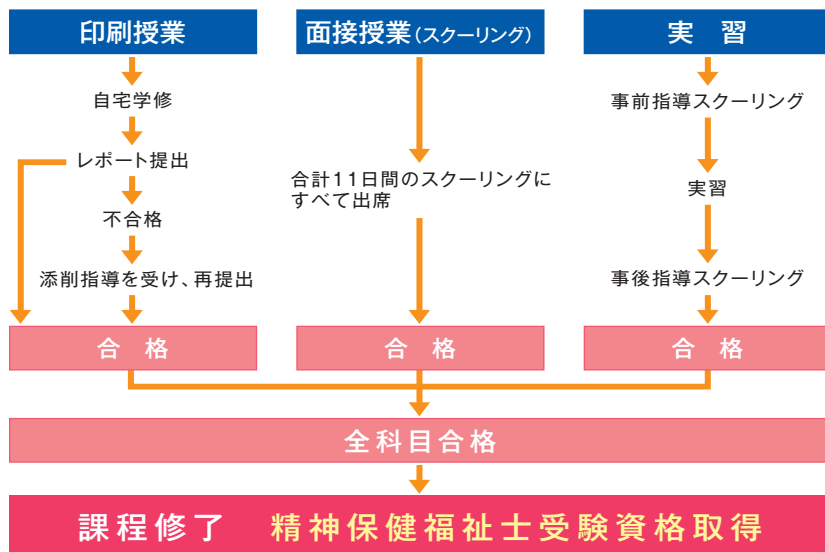 印刷授業
自宅学修
レポート提出
不合格
添削指導を受け、再提出
合 格
面接授業(スクーリング)
合計11日間のスクーリングに
すべて出席
合 格
実 習
事前指導スクーリング
実習
事後指導スクーリング
合 格
全科目合格
課程修了 精神保健福祉士受験資格取得